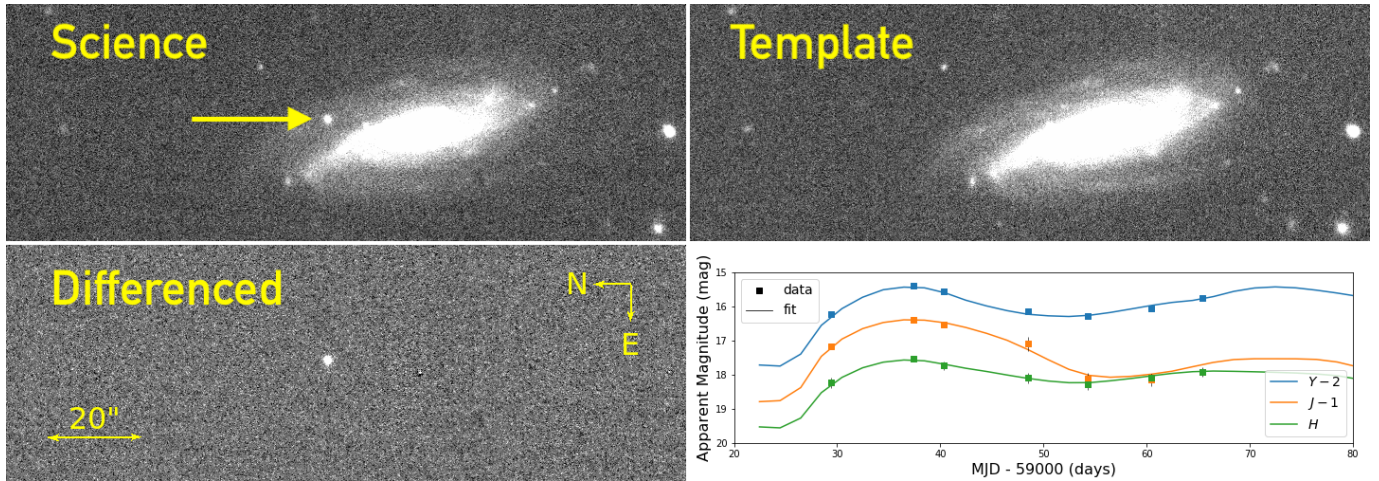 Science
Template
Differenced
N
E
20"
Apparent Magnitude (mag)
15
16
17
18
19
20
data
fit
Y − 2
J − 1
H
20
30
40
50
60
70
80
MJD - 59000 (days)